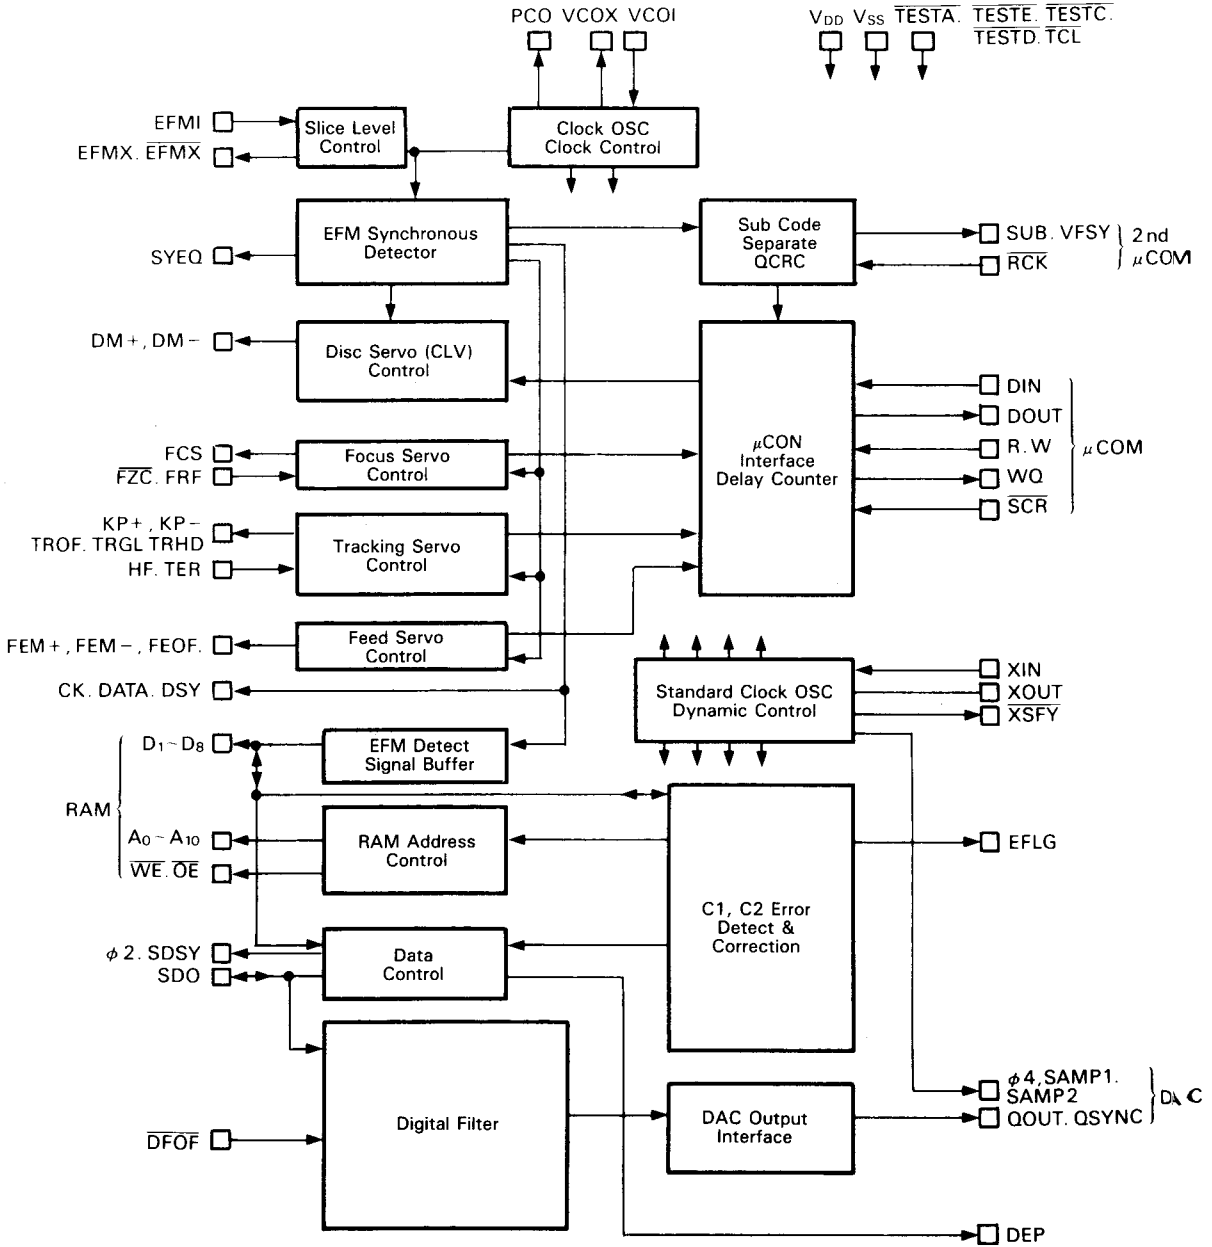 PCO VCOX VCOI
VDD VSS TESTA. TESTE. TESTC.
TESTD. TCL
EFMI
EFMX. EFMX
Slice Level
Control
Clock OSC
Clock Control
SYEQ
EFM Synchronous
Detector
Sub Code
Separate
QCRC
SUB. VFSY
RCK
2nd
μCOM
DM+, DM−
Disc Servo (CLV)
Control
μCON
Interface
Delay Counter
DIN
DOUT
R.W
WQ
SCR
μCOM
FCS
FZC. FRF
Focus Servo
Control
KP+, KP−
TROF. TRGL TRHD
HF. TER
Tracking Servo
Control
FEM+, FEM−, FEOF.
Feed Servo
Control
CK. DATA. DSY
Standard Clock OSC
Dynamic Control
XIN
XOUT
XSFY
RAM
D1~D8
EFM Detect
Signal Buffer
A0~A10
WE. OE
RAM Address
Control
C1, C2 Error
Detect &
Correction
EFLG
φ2. SDSY
SDO
Data
Control
DFOF
Digital Filter
DAC Output
Interface
φ4, SAMP1.
SAMP2
QOUT. QSYNC
DAC
DEP